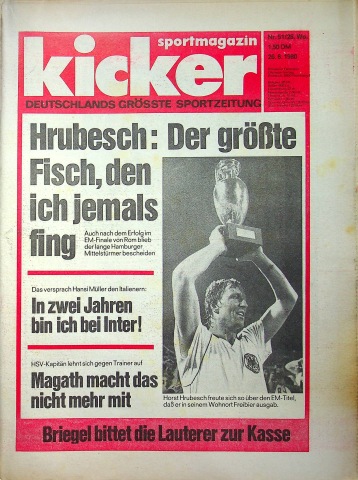 sportmagazin
kicker
DEUTSCHLANDS GRÖSSTE SPORTZEITUNG
1,50 DM
1980
Hrubesch: Der größte
Fisch, den
ich jemals
fing
Auch nach dem Erfolg im
EM-Finale von Rom blieb
der lange Hamburger
Mittelstürmer bescheiden
Das versprach Hansi Müller den Italienern:
In zwei Jahren
bin ich bei Inter!
HSV-Kapitän lehnt sich gegen Trainer auf
Magath macht das
nicht mehr mit
Horst Hrubesch freute sich so über den EM-Titel,
daß er in seinem Wohnort Freibier ausgab.
Briegel bittet die Lauterer zur Kasse